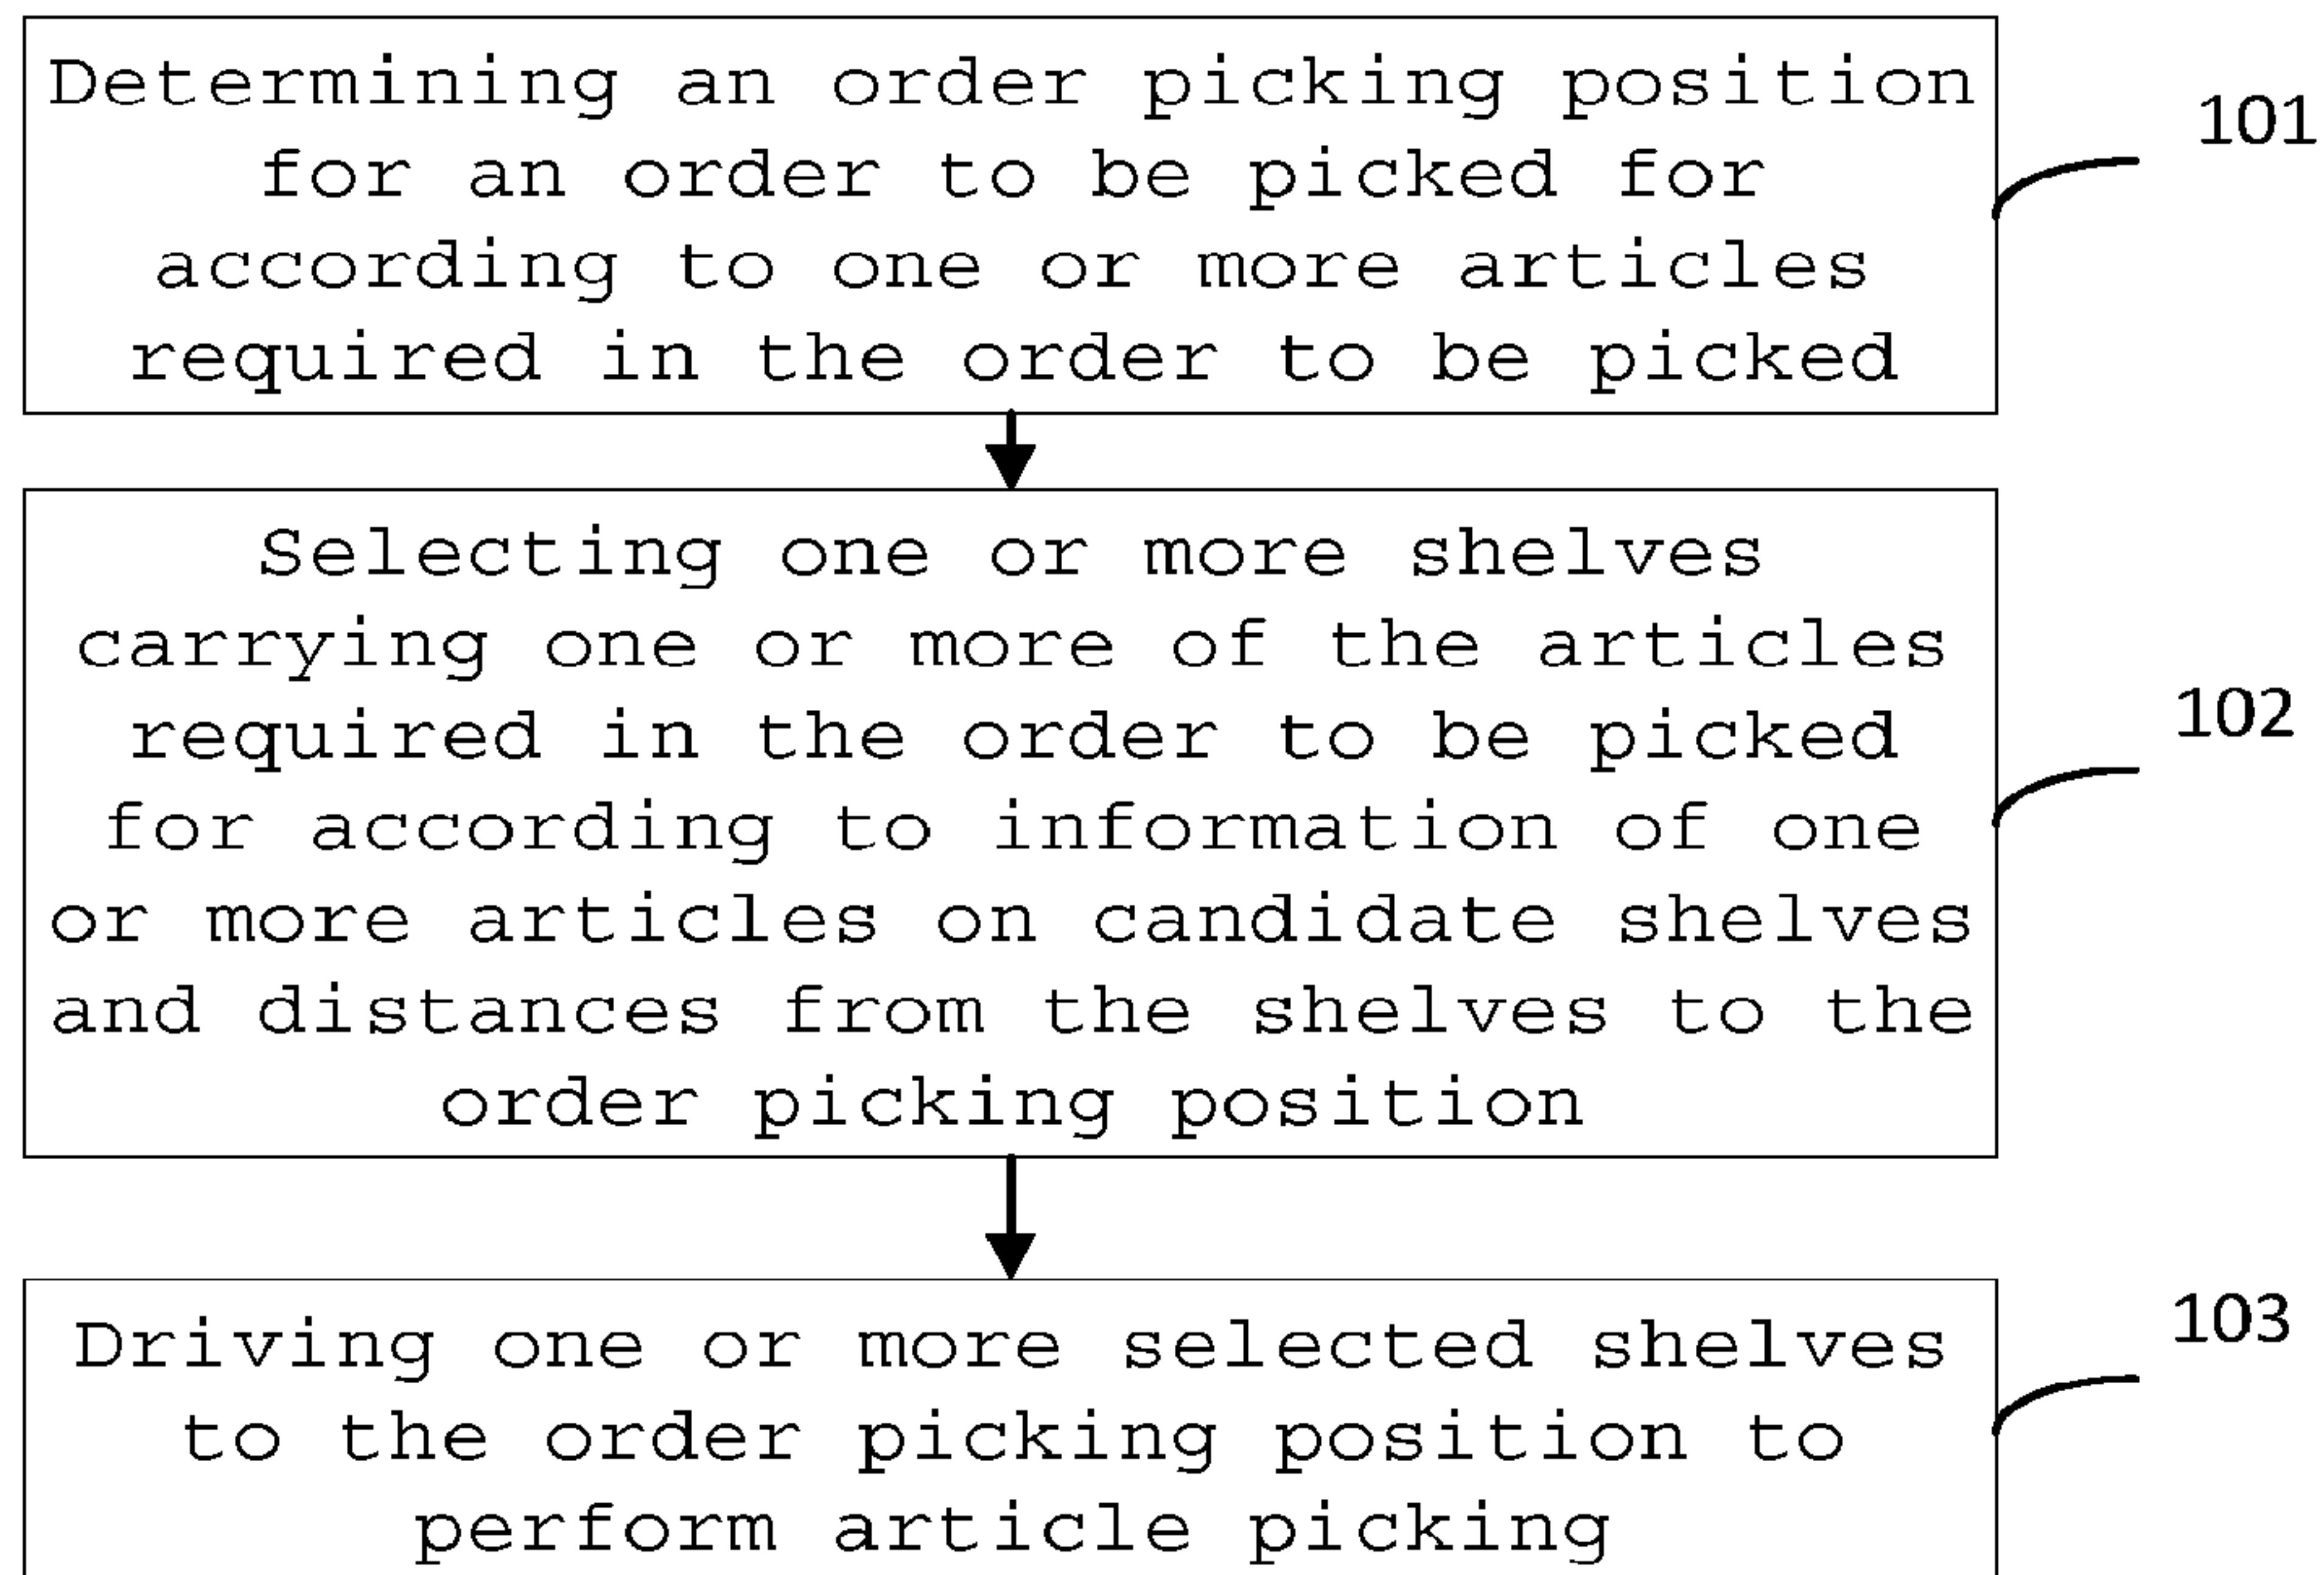 Determining an order picking position
for an order to be picked for
according to one or more articles
required in the order to be picked
101
Selecting one or more shelves
carrying one or more of the articles
required in the order to be picked
for according to information of one
or more articles on candidate shelves
and distances from the shelves to the
order picking position
102
Driving one or more selected shelves
to the order picking position to
perform article picking
103